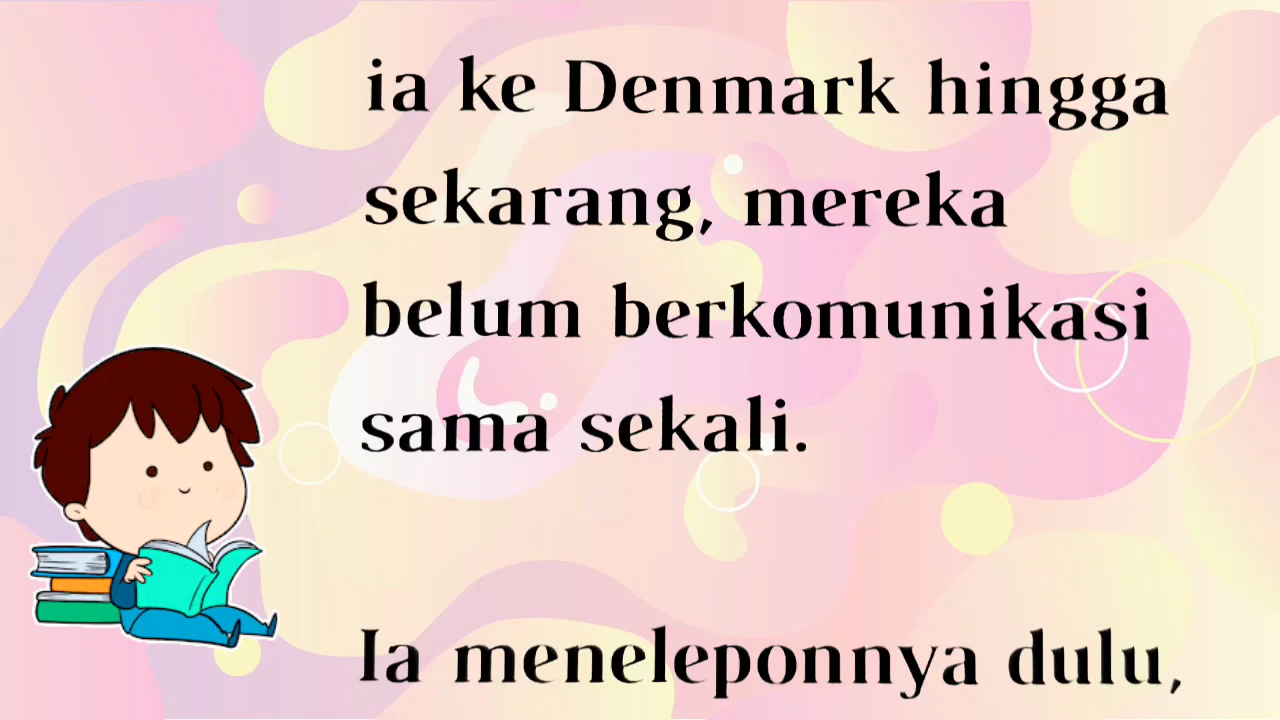 ia ke Denmark hingga
sekarang, mereka
belum berkomunikasi
sama sekali.
Ia meneleponnya dulu,